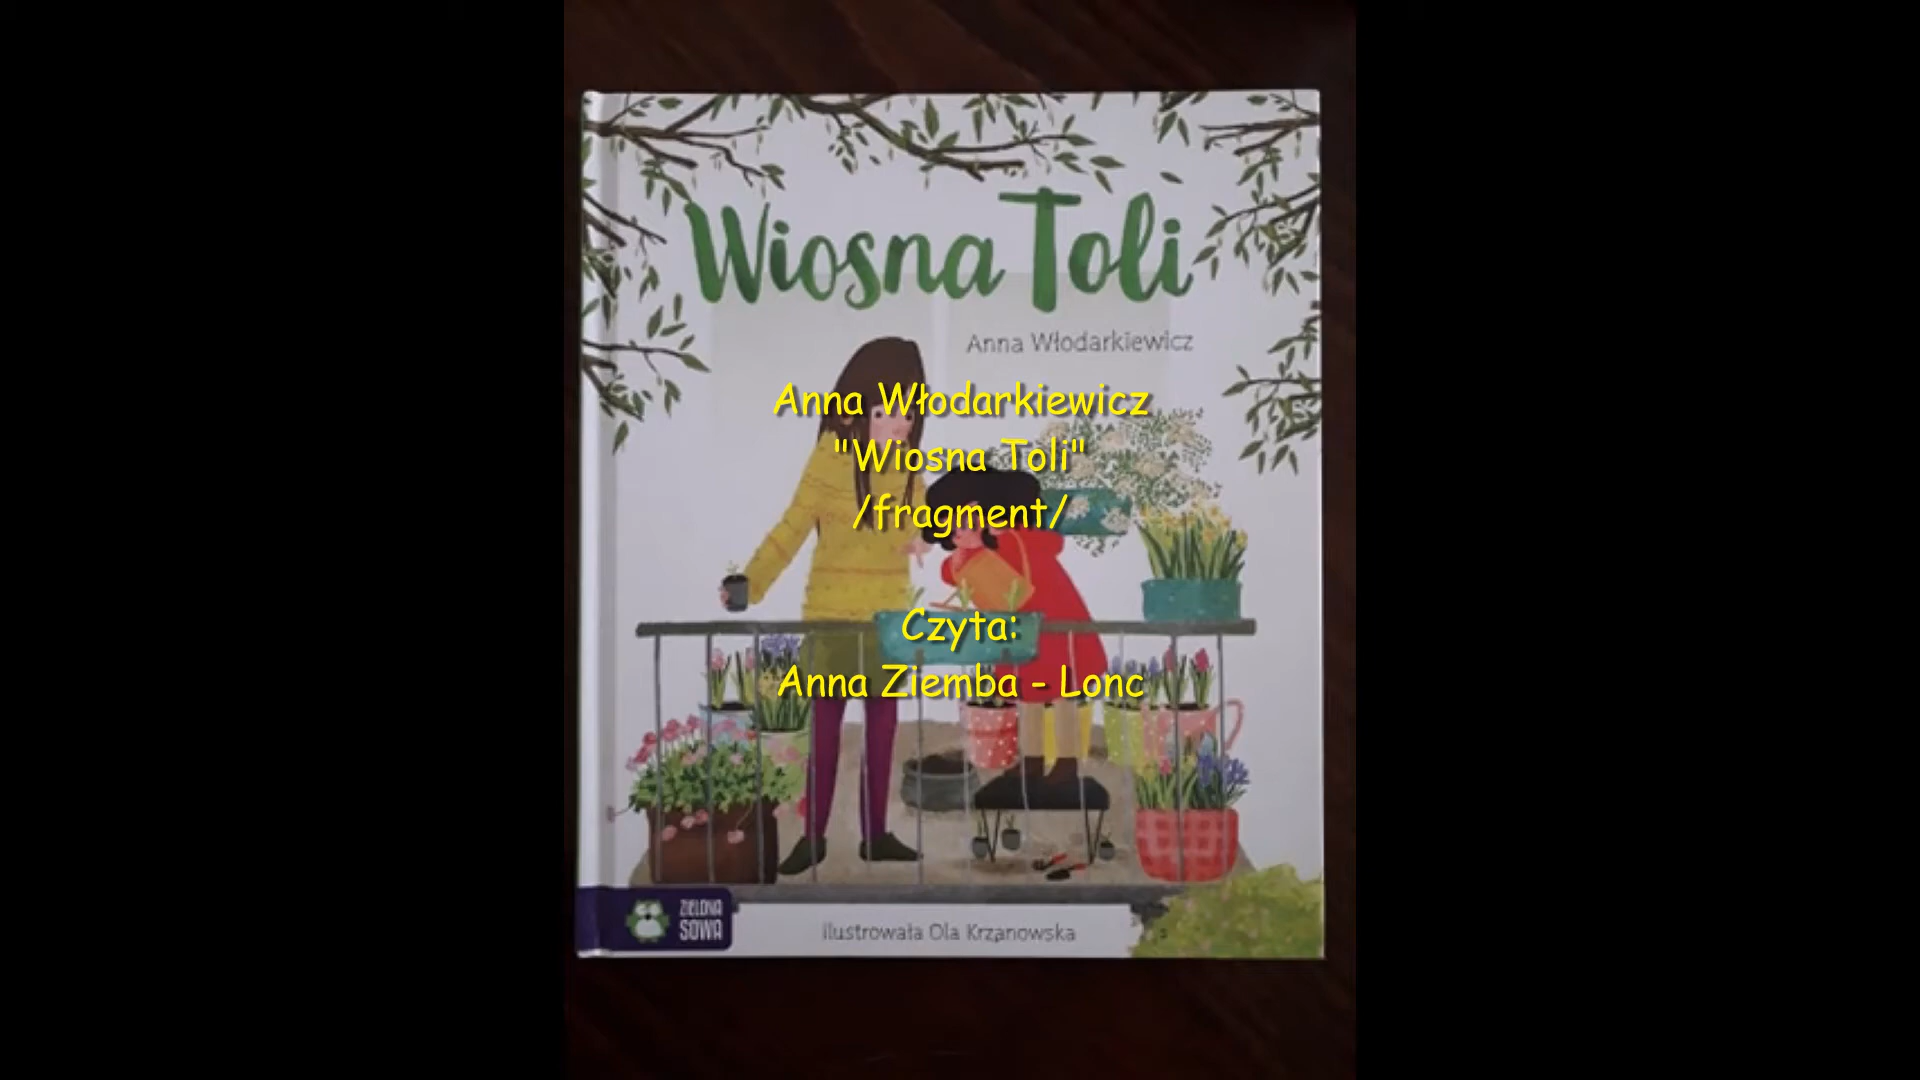 Wiosna Toli
Anna Włodarkiewicz
Anna Włodarkiewicz
"Wiosna Toli"
/fragment/
Czyta:
Anna Ziemba - Lonc
ZIELONA
SOWA
ilustrowała Ola Krzanowska